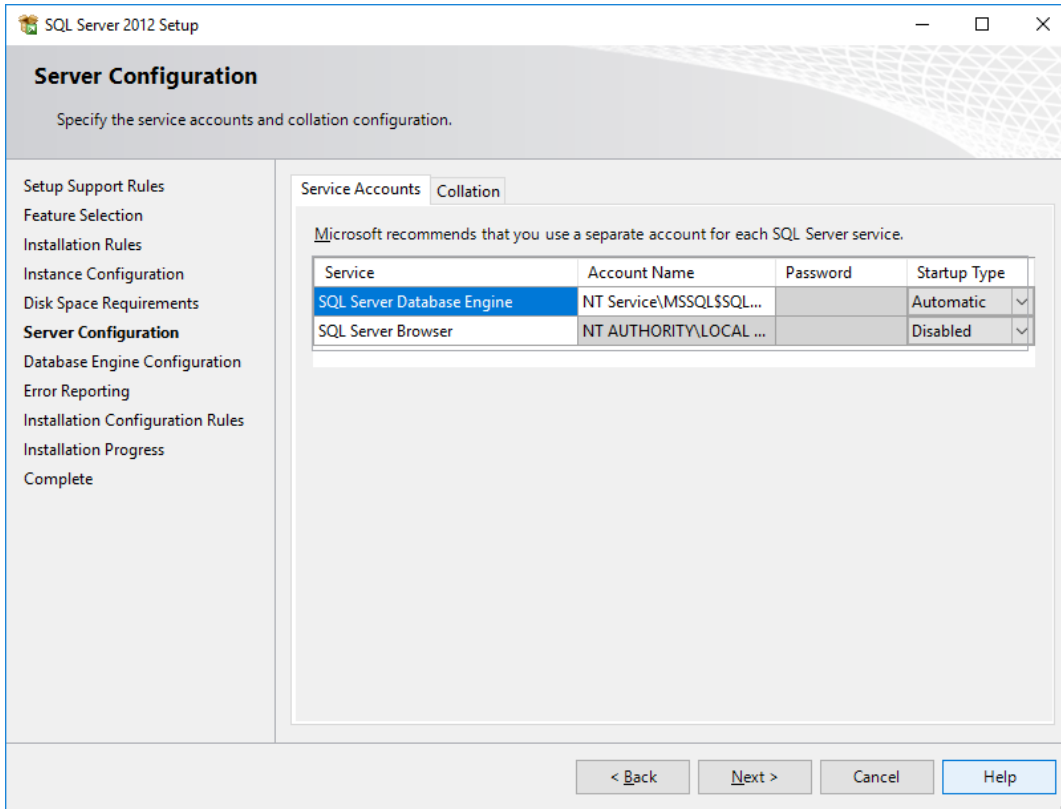 SQL Server 2012 Setup
Server Configuration
Specify the service accounts and collation configuration.
Setup Support Rules
Feature Selection
Installation Rules
Instance Configuration
Disk Space Requirements
Server Configuration
Database Engine Configuration
Error Reporting
Installation Configuration Rules
Installation Progress
Complete
Service Accounts Collation
Microsoft recommends that you use a separate account for each SQL Server service.
Service Account Name Password Startup Type
SQL Server Database Engine NT Service\MSSQL$SQL... Automatic
SQL Server Browser NT AUTHORITY\LOCAL ... Disabled
< Back Next > Cancel Help